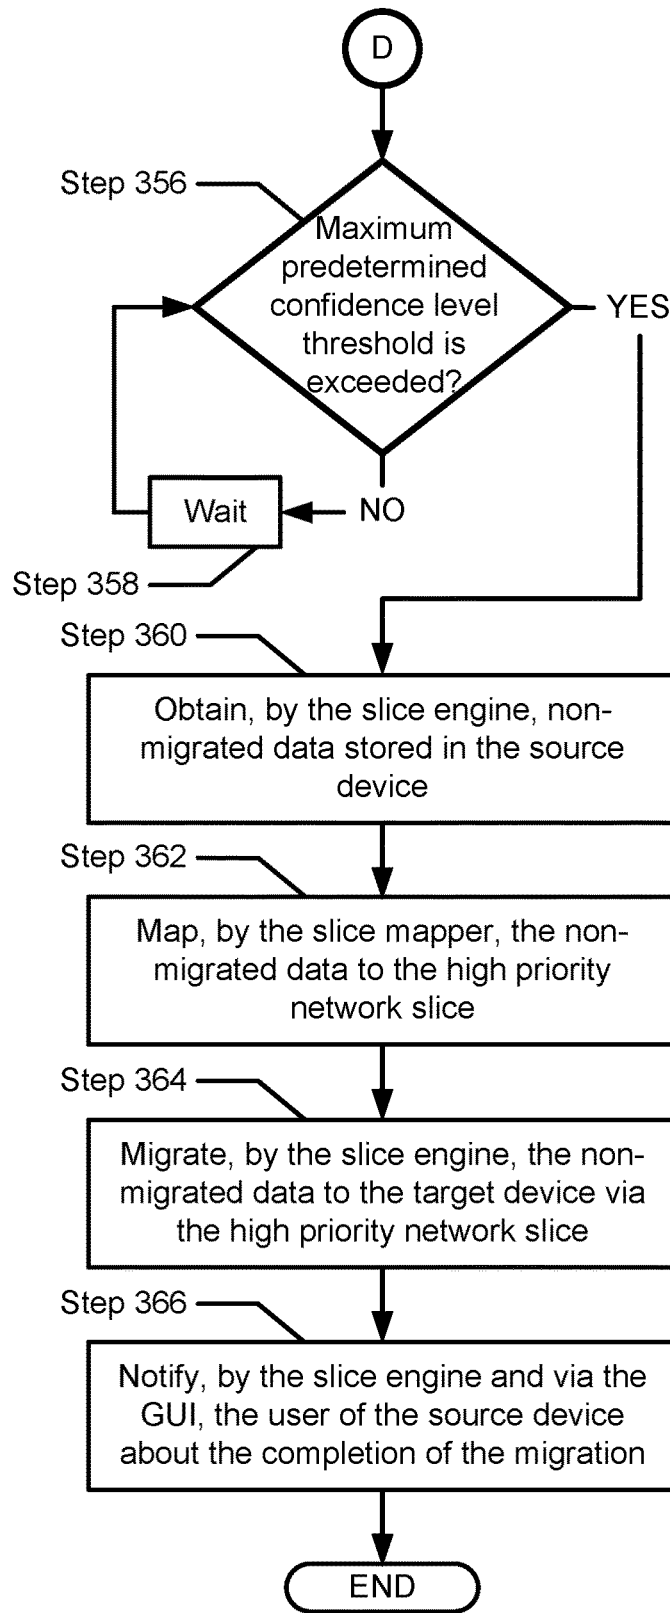 D
Step 356
Maximum
predetermined
confidence level
threshold is
exceeded?
YES
NO
Wait
Step 358
Step 360
Obtain, by the slice engine, non-
migrated data stored in the source
device
Step 362
Map, by the slice mapper, the non-
migrated data to the high priority
network slice
Step 364
Migrate, by the slice engine, the non-
migrated data to the target device via
the high priority network slice
Step 366
Notify, by the slice engine and via the
GUI, the user of the source device
about the completion of the migration
END